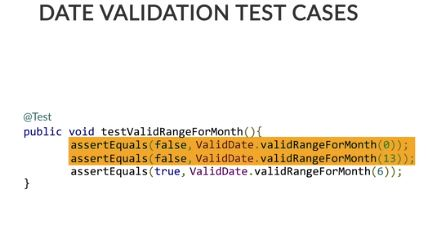 DATE VALIDATION TEST CASES
@Test
public void testValidRangeForMonth(){
assertEquals(false,ValidDate.validRangeForMonth(0));
assertEquals(false,ValidDate.validRangeForMonth(13));
assertEquals(true,ValidDate.validRangeForMonth(6));
}